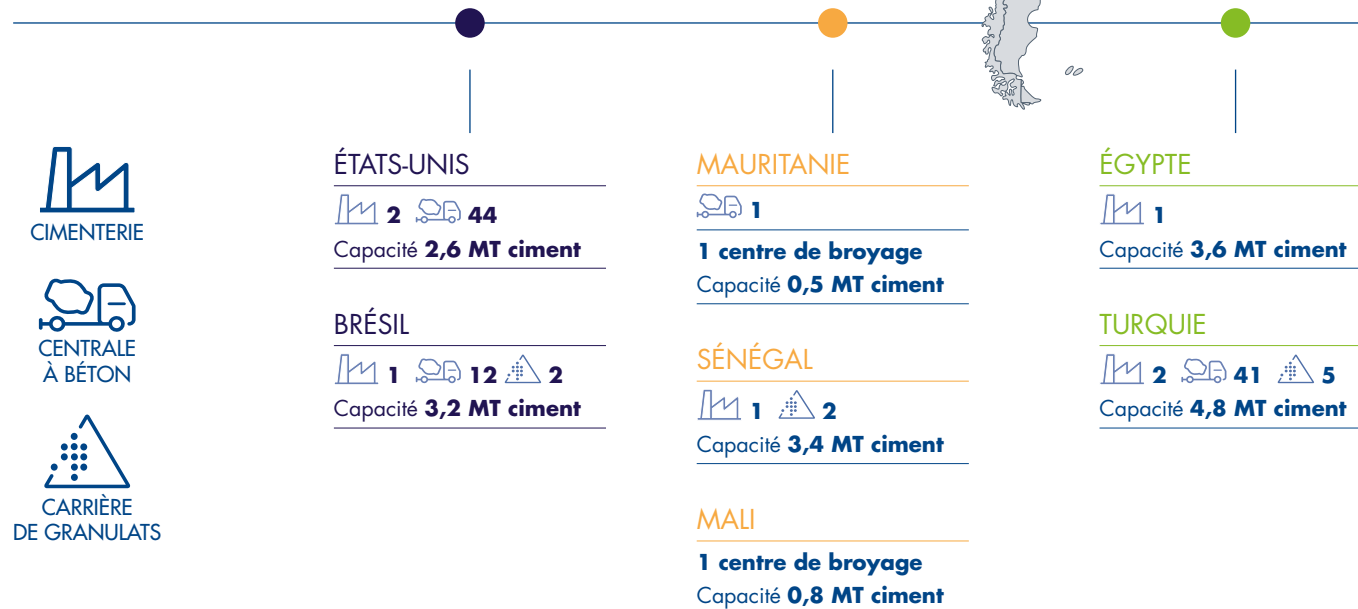 CIMENTERIE
CENTRALE
À BÉTON
CARRIÈRE
DE GRANULATS
ÉTATS-UNIS
2 44
Capacité 2,6 MT ciment
BRÉSIL
1 12 2
Capacité 3,2 MT ciment
MAURITANIE
1
1 centre de broyage
Capacité 0,5 MT ciment
SÉNÉGAL
1 2
Capacité 3,4 MT ciment
MALI
1 centre de broyage
Capacité 0,8 MT ciment
ÉGYPTE
1
Capacité 3,6 MT ciment
TURQUIE
2 41 5
Capacité 4,8 MT ciment